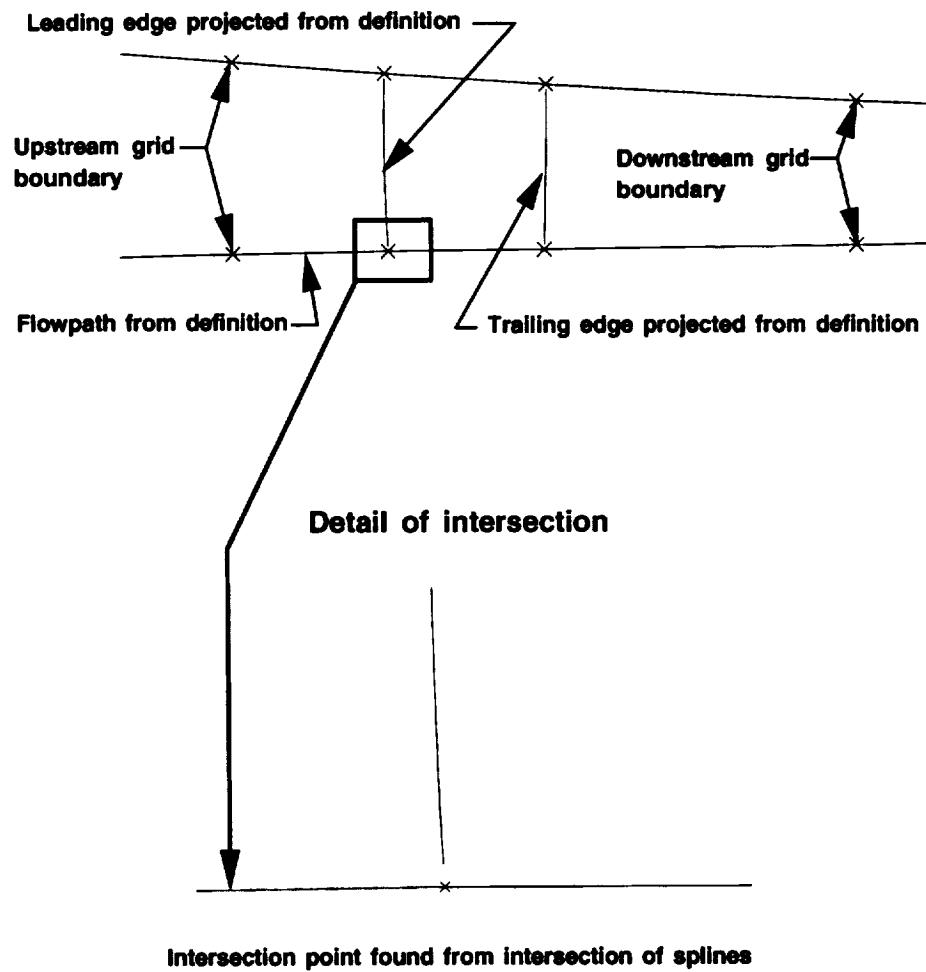 Leading edge projected from definition
Upstream grid
boundary
Downstream grid
boundary
Flowpath from definition
Trailing edge projected from definition
Detail of intersection
Intersection point found from intersection of splines